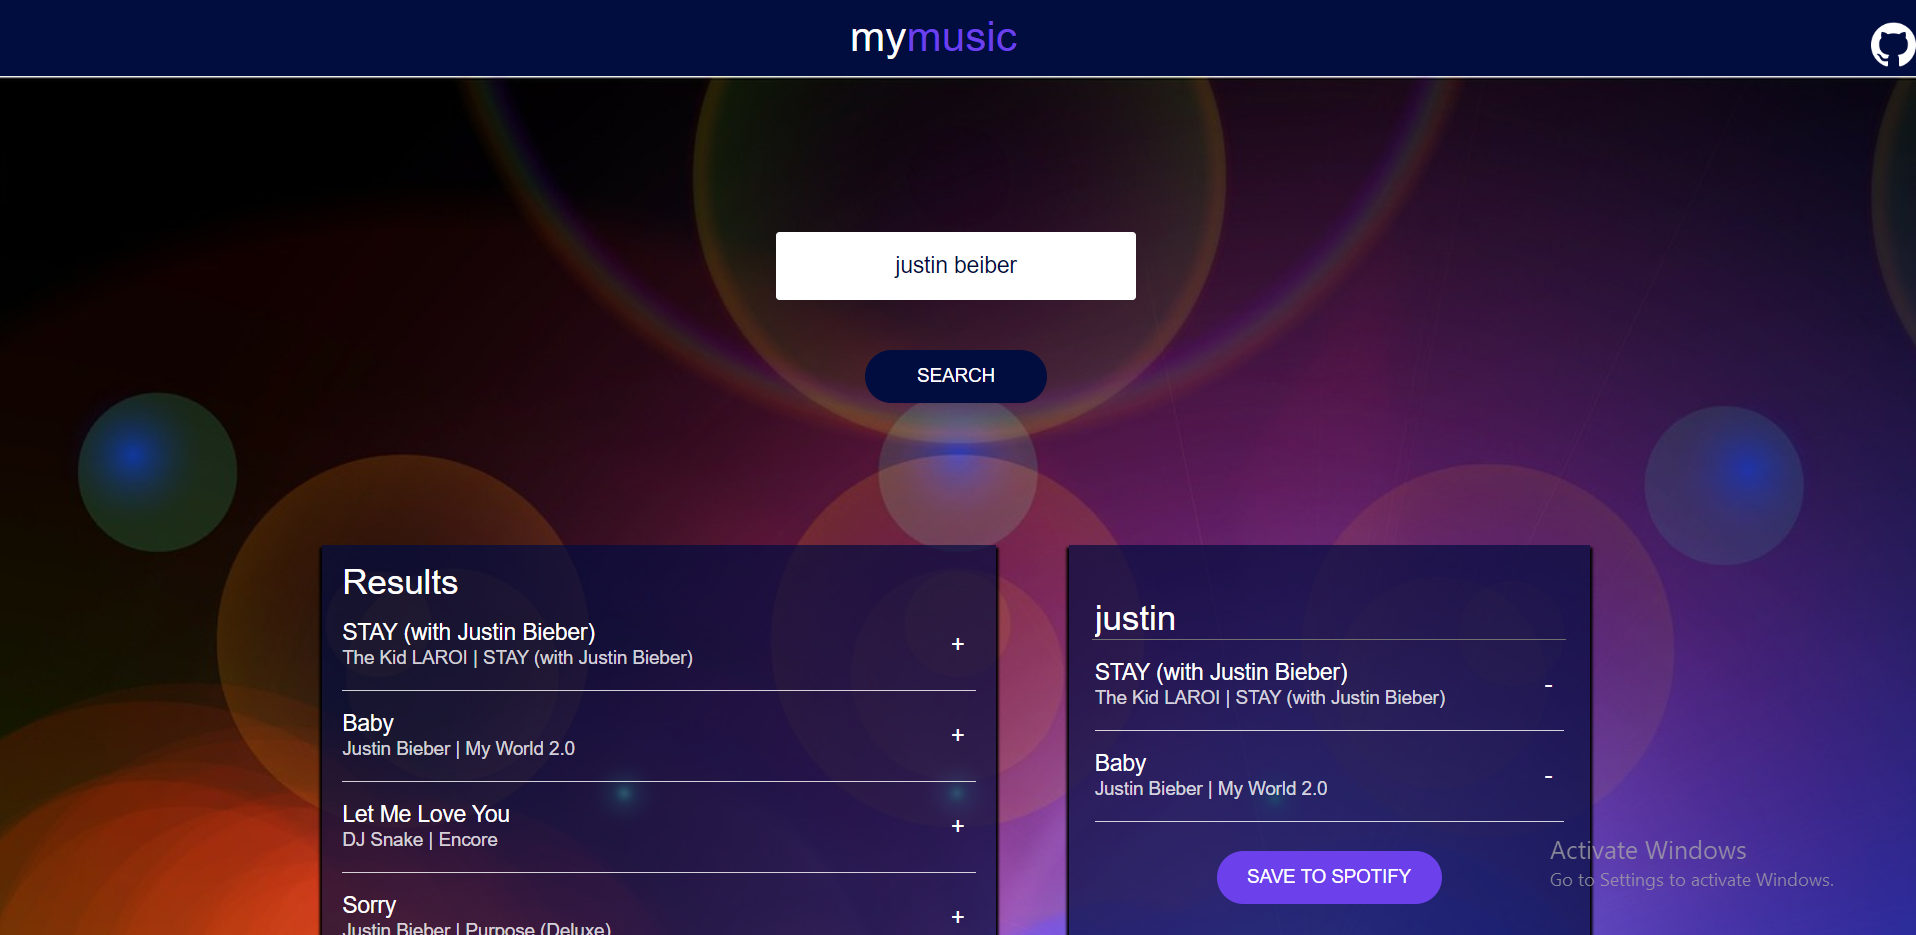 mymusic
justin beiber
SEARCH
Results
STAY (with Justin Bieber)
The Kid LAROI | STAY (with Justin Bieber)
+
Baby
Justin Bieber | My World 2.0
+
Let Me Love You
DJ Snake | Encore
+
Sorry
Justin Bieber | Purpose (Deluxe)
+
justin
STAY (with Justin Bieber)
The Kid LAROI | STAY (with Justin Bieber)
-
Baby
Justin Bieber | My World 2.0
-
SAVE TO SPOTIFY
Activate Windows
Go to Settings to activate Windows.